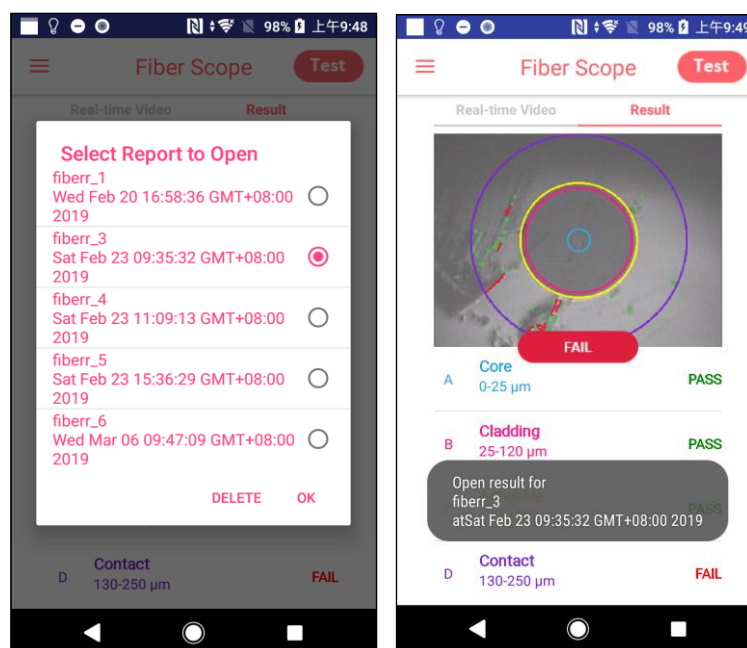 98% 上午9:48
Fiber Scope
Test
Real-time Video Result
Select Report to Open
fiberr_1
Wed Feb 20 16:58:36 GMT+08:00
2019
fiberr_3
Sat Feb 23 09:35:32 GMT+08:00
2019
fiberr_4
Sat Feb 23 11:09:13 GMT+08:00
2019
fiberr_5
Sat Feb 23 15:36:29 GMT+08:00
2019
fiberr_6
Wed Mar 06 09:47:09 GMT+08:00
2019
DELETE OK
D Contact FAIL
130-250 μm
98% 上午9:49
Fiber Scope
Test
Real-time Video Result
FAIL
A Core PASS
0-25 μm
B Cladding PASS
25-120 μm
PASS
Open result for
fiberr_3
atSat Feb 23 09:35:32 GMT+08:00 2019
D Contact FAIL
130-250 μm